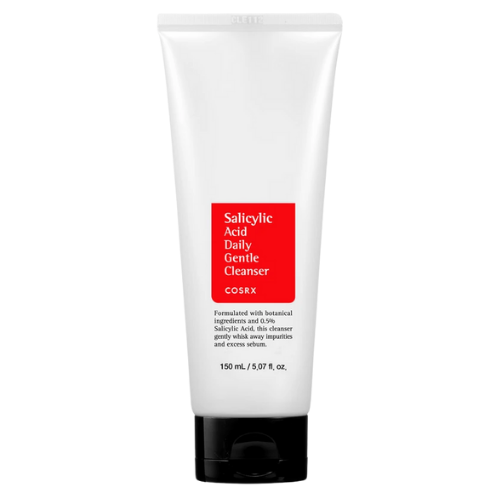 Salicylic
Acid
Daily
Gentle
Cleanser
COSRX
Formulated with botanical
ingredients and 0.5%
Salicylic Acid, this cleanser
gently whisk away impurities
and excess sebum.
150 mL / 5,07 fl. oz.